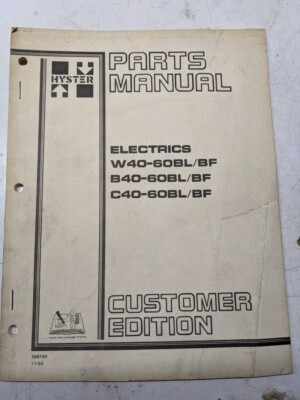 HYSTER
PARTS
MANUAL
ELECTRICS
W40-60BL/BF
B40-60BL/BF
C40-60BL/BF
CUSTOMER
EDITION